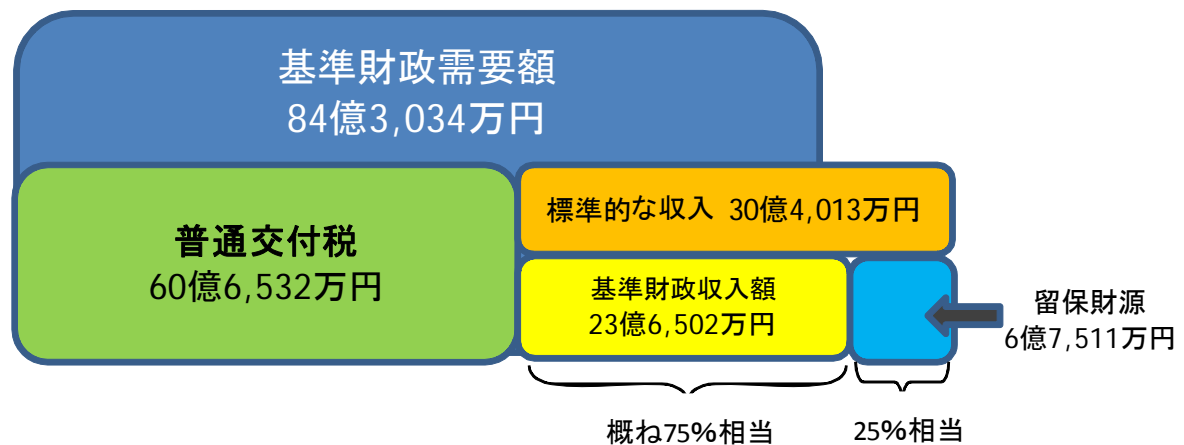 基準財政需要額
84億3,034万円
普通交付税
60億6,532万円
標準的な収入 30億4,013万円
基準財政収入額
23億6,502万円
留保財源
6億7,511万円
概ね75%相当
25%相当